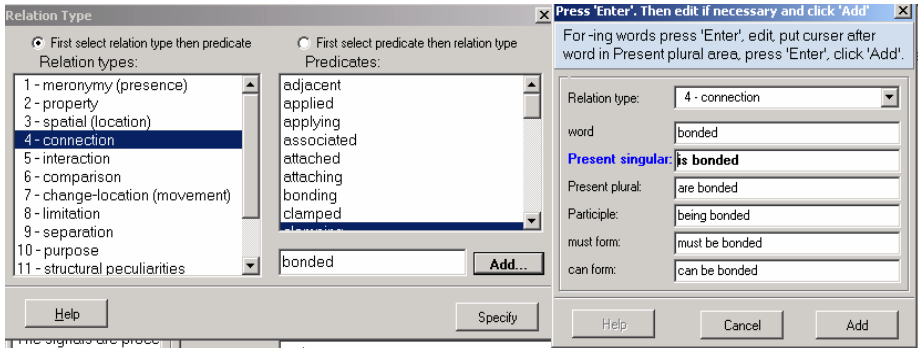 Relation Type
First select relation type then predicate
First select predicate then relation type
Relation types:
1 - meronymy (presence)
2 - property
3 - spatial (location)
4 - connection
5 - interaction
6 - comparison
7 - change-location (movement)
8 - limitation
9 - separation
10 - purpose
11 - structural peculiarities
Predicates:
adjacent
applied
applying
associated
attached
attaching
bonding
clamped
clamping
bonded
Add...
Help
Specify
The signals are proce
Press 'Enter'. Then edit if necessary and click 'Add'
For -ing words press 'Enter', edit, put curser after
word in Present plural area, press 'Enter', click 'Add'.
Relation type: 4 - connection
word bonded
Present singular: is bonded
Present plural: are bonded
Participle: being bonded
must form: must be bonded
can form: can be bonded
Help Cancel Add